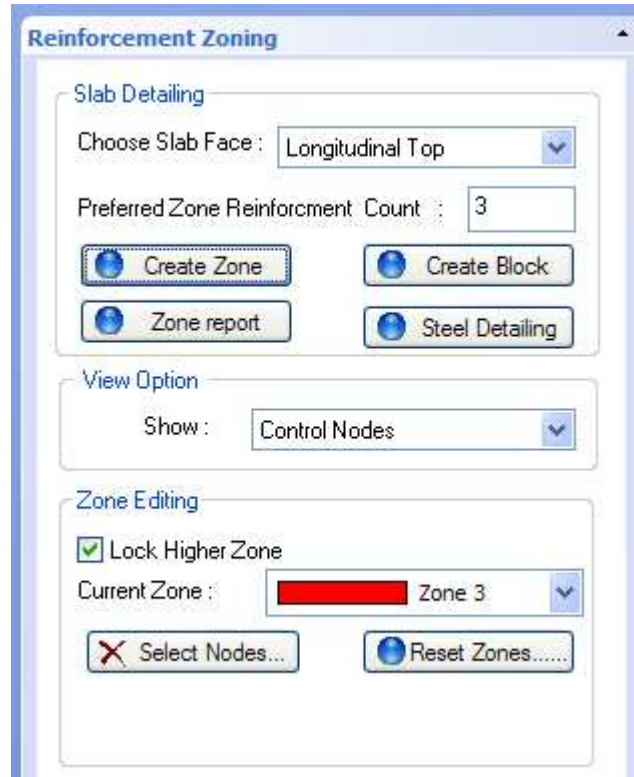 Reinforcement Zoning
Slab Detailing
Choose Slab Face : Longitudinal Top
Preferred Zone Reinforcment Count : 3
Create Zone Create Block
Zone report Steel Detailing
View Option
Show : Control Nodes
Zone Editing
Lock Higher Zone
Current Zone : Zone 3
Select Nodes... Reset Zones......